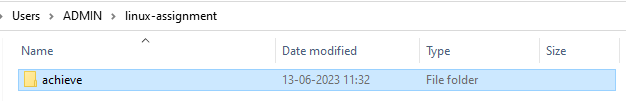 Users > ADMIN > linux-assignment
Name Date modified Type Size
achieve 13-06-2023 11:32 File folder